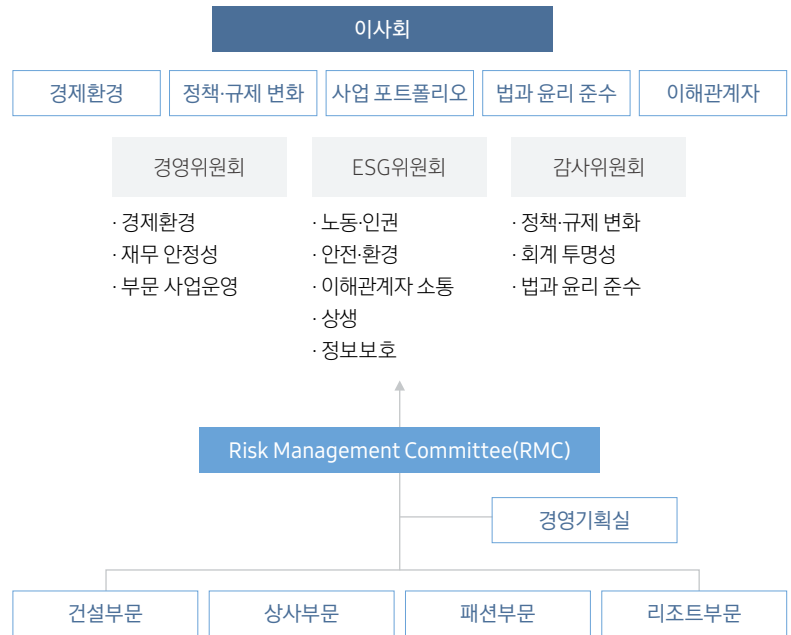 이사회
경제환경
정책·규제 변화
사업 포트폴리오
법과 윤리 준수
이해관계자
경영위원회
· 경제환경
· 재무 안정성
· 부문 사업운영
ESG위원회
· 노동·인권
· 안전·환경
· 이해관계자 소통
· 상생
· 정보보호
감사위원회
· 정책·규제 변화
· 회계 투명성
· 법과 윤리 준수
Risk Management Committee(RMC)
경영기획실
건설부문
상사부문
패션부문
리조트부문